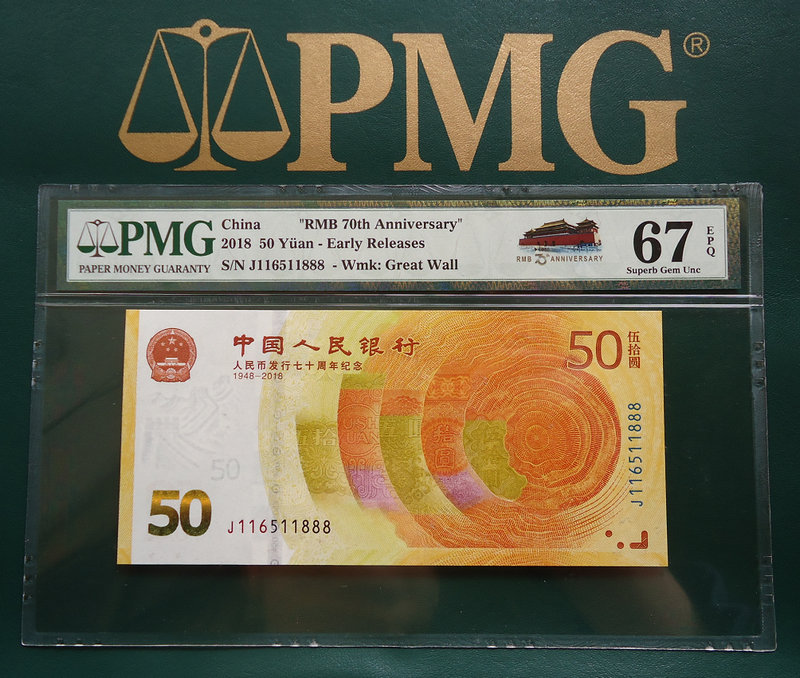 PMG®
PMG
PAPER MONEY GUARANTY
China "RMB 70th Anniversary"
2018 50 Yüan - Early Releases
S/N J116511888 - Wmk: Great Wall
RMB 70th ANNIVERSARY
67
EPQ
Superb Gem Unc
中国人民银行
人民币发行七十周年纪念
1948-2018
50
伍拾圆
50
50
J116511888
J116511888